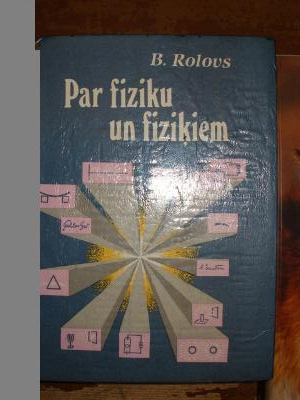 B. Rolovs
Par fiziku
un fiziķiem